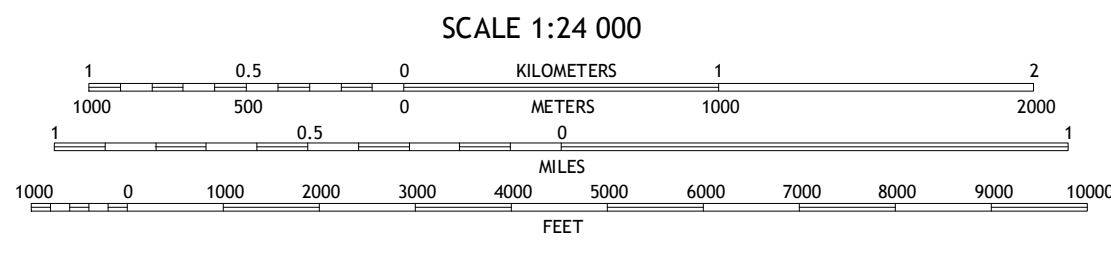 SCALE 1:24 000
1 0.5 0 KILOMETERS 1 2
1000 500 0 METERS 1000 2000
1 0.5 0 1
MILES
1000 0 1000 2000 3000 4000 5000 6000 7000 8000 9000 10000
FEET